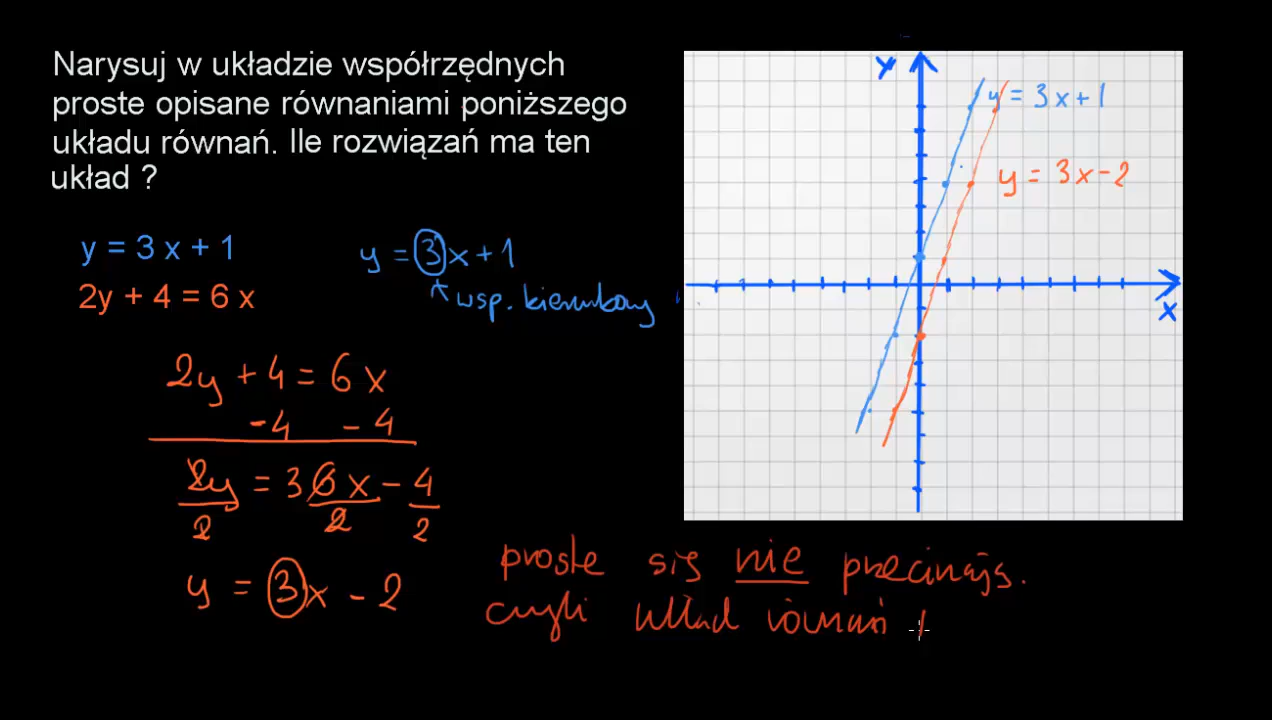 Narysuj w układzie współrzędnych
proste opisane równaniami poniższego
układu równań. Ile rozwiązań ma ten
układ ?
y = 3 x + 1
2y + 4 = 6 x
y = 3x + 1
wsp. kierunkowy
2y + 4 = 6x
-4 - 4
2y = 3 6x - 4
2 2 2
y = 3x - 2
y
y = 3x+1
y = 3x-2
x
proste się nie przecinają.
czyli układ równań